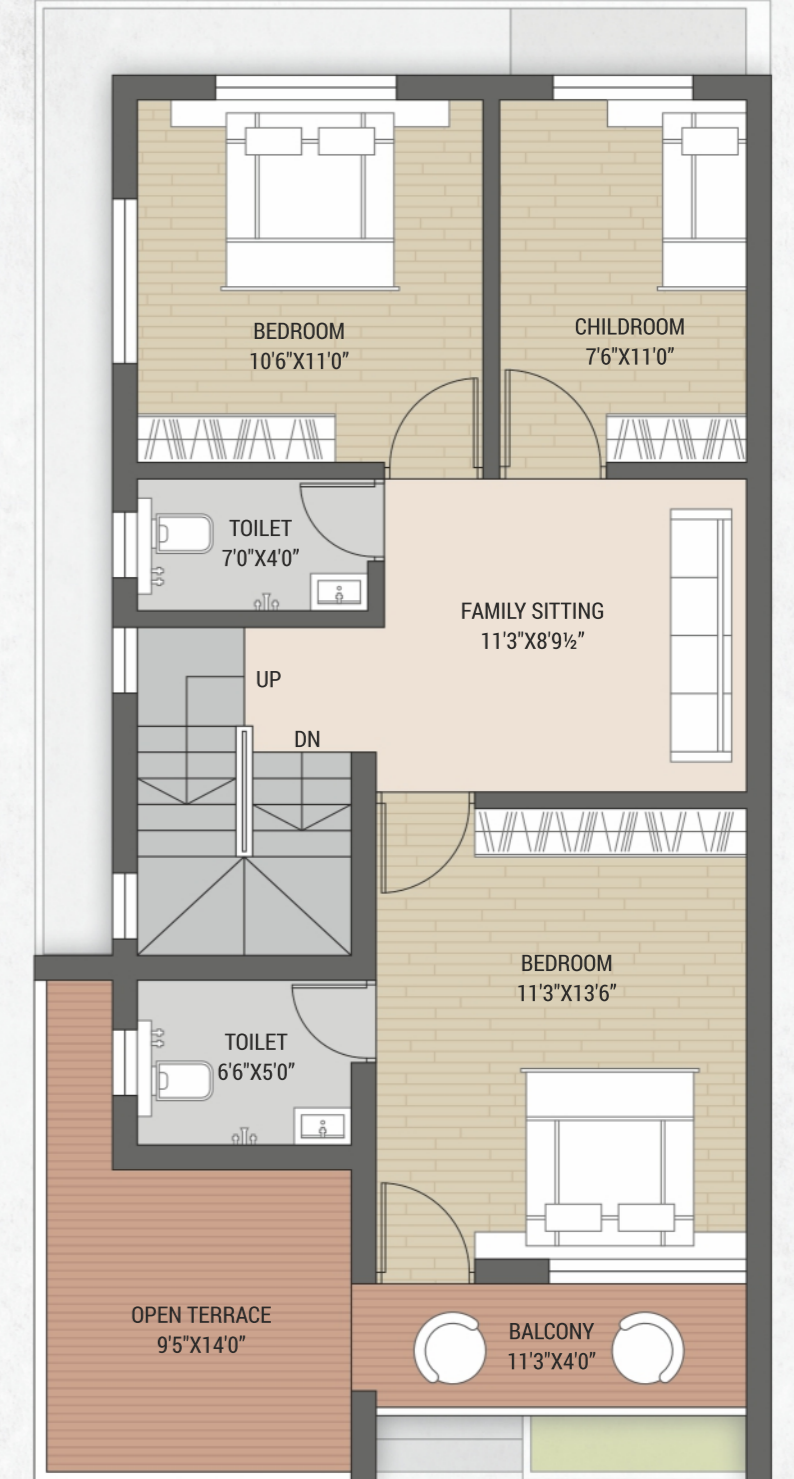 BEDROOM
10'6"X11'0”
CHILDROOM
7'6"X11'0”
TOILET
7'0"X4'0”
FAMILY SITTING
11'3"X8'9½”
UP
DN
BEDROOM
11'3"X13'6”
TOILET
6'6"X5'0”
OPEN TERRACE
9'5"X14'0”
BALCONY
11'3"X4'0”